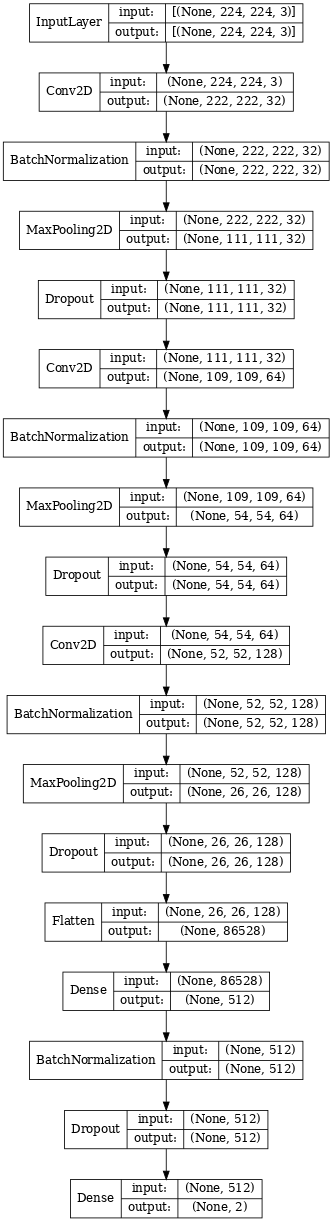 InputLayer input: [(None, 224, 224, 3)]
output: [(None, 224, 224, 3)]
Conv2D input: (None, 224, 224, 3)
output: (None, 222, 222, 32)
BatchNormalization input: (None, 222, 222, 32)
output: (None, 222, 222, 32)
MaxPooling2D input: (None, 222, 222, 32)
output: (None, 111, 111, 32)
Dropout input: (None, 111, 111, 32)
output: (None, 111, 111, 32)
Conv2D input: (None, 111, 111, 32)
output: (None, 109, 109, 64)
BatchNormalization input: (None, 109, 109, 64)
output: (None, 109, 109, 64)
MaxPooling2D input: (None, 109, 109, 64)
output: (None, 54, 54, 64)
Dropout input: (None, 54, 54, 64)
output: (None, 54, 54, 64)
Conv2D input: (None, 54, 54, 64)
output: (None, 52, 52, 128)
BatchNormalization input: (None, 52, 52, 128)
output: (None, 52, 52, 128)
MaxPooling2D input: (None, 52, 52, 128)
output: (None, 26, 26, 128)
Dropout input: (None, 26, 26, 128)
output: (None, 26, 26, 128)
Flatten input: (None, 26, 26, 128)
output: (None, 86528)
Dense input: (None, 86528)
output: (None, 512)
BatchNormalization input: (None, 512)
output: (None, 512)
Dropout input: (None, 512)
output: (None, 512)
Dense input: (None, 512)
output: (None, 2)